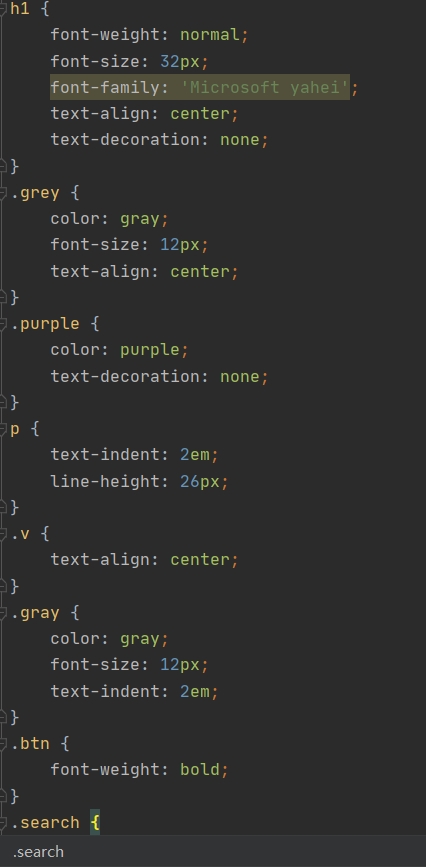 h1 {
    font-weight: normal;
    font-size: 32px;
    font-family: 'Microsoft yahei';
    text-align: center;
    text-decoration: none;
}
.grey {
    color: gray;
    font-size: 12px;
    text-align: center;
}
.purple {
    color: purple;
    text-decoration: none;
}
p {
    text-indent: 2em;
    line-height: 26px;
}
.v {
    text-align: center;
}
.gray {
    color: gray;
    font-size: 12px;
    text-indent: 2em;
}
.btn {
    font-weight: bold;
}
.search {
.search